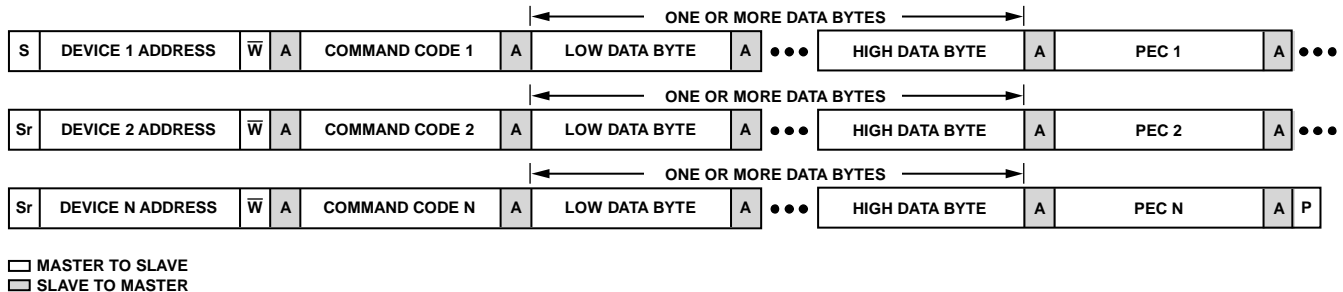 ONE OR MORE DATA BYTES
S DEVICE 1 ADDRESS W̅ A COMMAND CODE 1 A LOW DATA BYTE A ••• HIGH DATA BYTE A PEC 1 A •••
ONE OR MORE DATA BYTES
Sr DEVICE 2 ADDRESS W̅ A COMMAND CODE 2 A LOW DATA BYTE A ••• HIGH DATA BYTE A PEC 2 A •••
ONE OR MORE DATA BYTES
Sr DEVICE N ADDRESS W̅ A COMMAND CODE N A LOW DATA BYTE A ••• HIGH DATA BYTE A PEC N A P
MASTER TO SLAVE
SLAVE TO MASTER